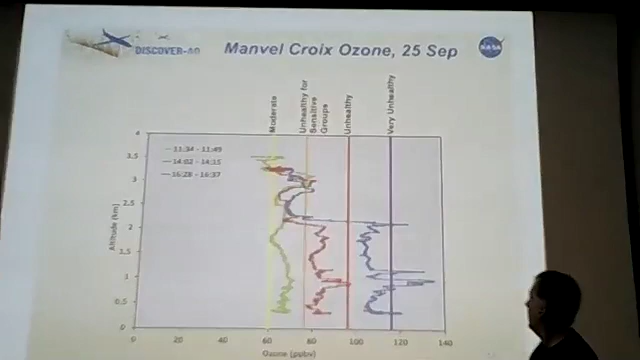 DISCOVER-AQ
Manvel Croix Ozone, 25 Sep
NASA
Moderate
Unhealthy for
Sensitive
Groups
Unhealthy
Very Unhealthy
4
3.5
3
2.5
2
1.5
1
0.5
0
Altitude (km)
11:34 - 11:49
14:02 - 14:15
16:28 - 16:37
0
20
40
60
80
100
120
140
Ozone (ppbv)